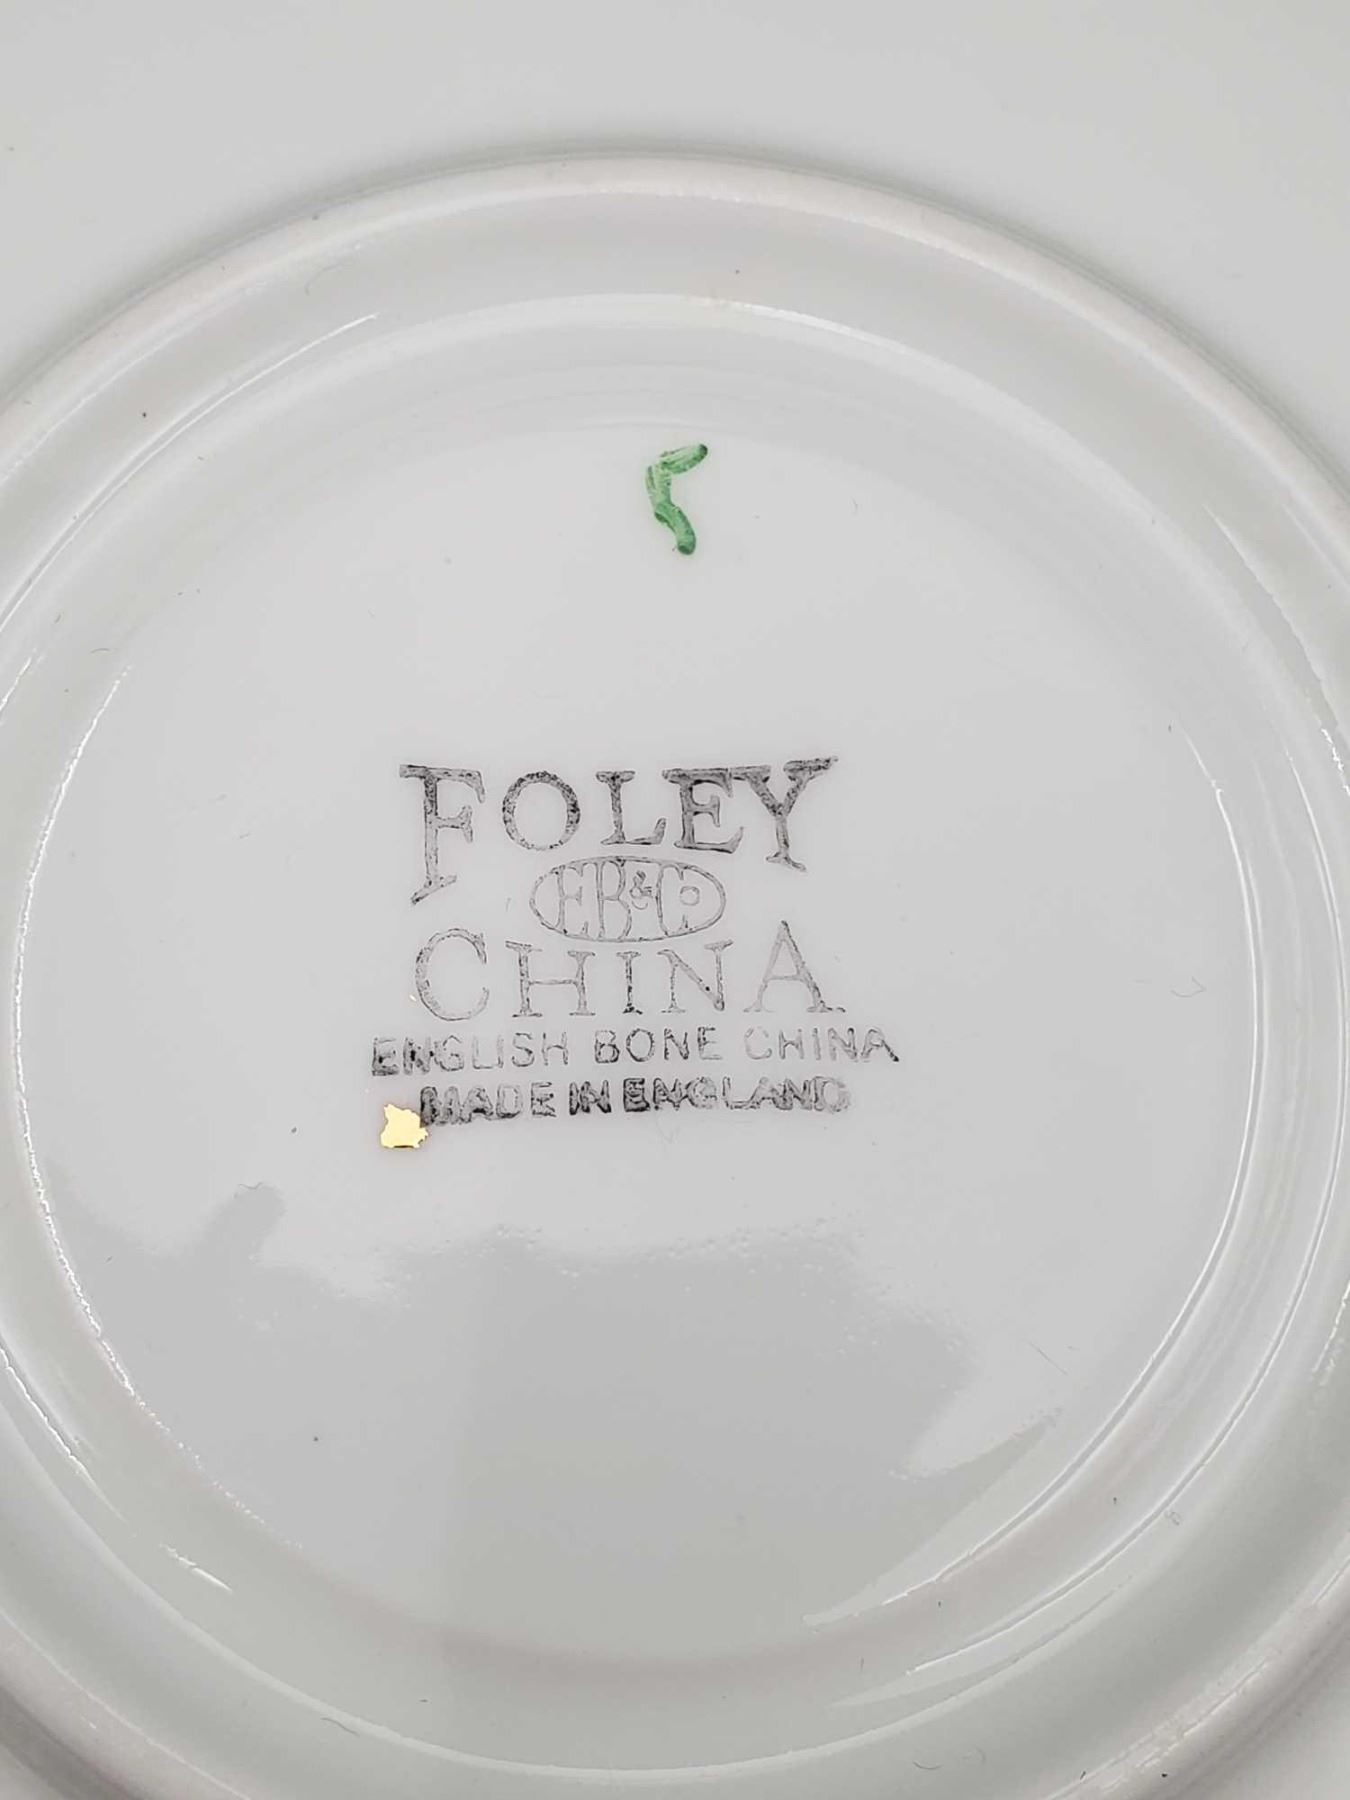 FOLEY
EB&Co
CHINA
ENGLISH BONE CHINA
MADE IN ENGLAND